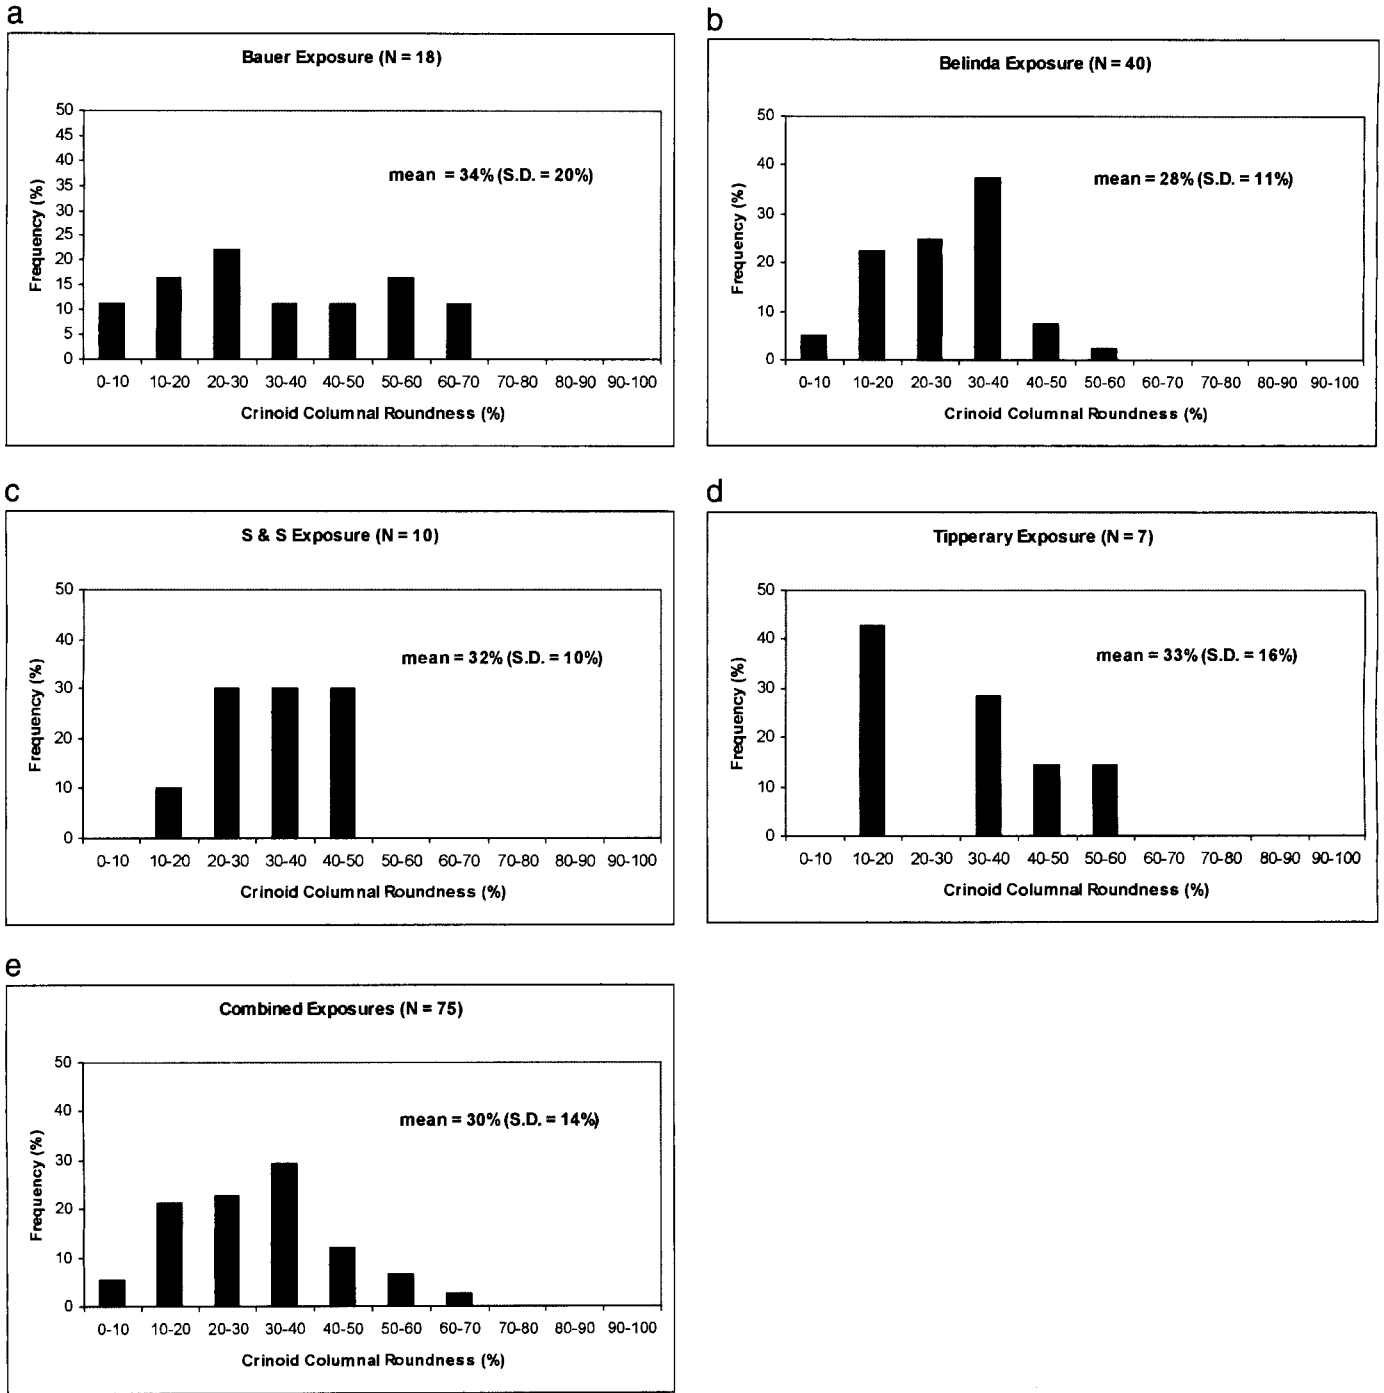 a
Bauer Exposure (N = 18)
Frequency (%)
50
45
40
35
30
25
20
15
10
5
0
mean = 34% (S.D. = 20%)
0-10 10-20 20-30 30-40 40-50 50-60 60-70 70-80 80-90 90-100
Crinoid Columnal Roundness (%)
b
Belinda Exposure (N = 40)
Frequency (%)
50
40
30
20
10
0
mean = 28% (S.D. = 11%)
0-10 10-20 20-30 30-40 40-50 50-60 60-70 70-80 80-90 90-100
Crinoid Columnal Roundness (%)
c
S & S Exposure (N = 10)
Frequency (%)
50
40
30
20
10
0
mean = 32% (S.D. = 10%)
0-10 10-20 20-30 30-40 40-50 50-60 60-70 70-80 80-90 90-100
Crinoid Columnal Roundness (%)
d
Tipperary Exposure (N = 7)
Frequency (%)
50
40
30
20
10
0
mean = 33% (S.D. = 16%)
0-10 10-20 20-30 30-40 40-50 50-60 60-70 70-80 80-90 90-100
Crinoid Columnal Roundness (%)
e
Combined Exposures (N = 75)
Frequency (%)
50
40
30
20
10
0
mean = 30% (S.D. = 14%)
0-10 10-20 20-30 30-40 40-50 50-60 60-70 70-80 80-90 90-100
Crinoid Columnal Roundness (%)